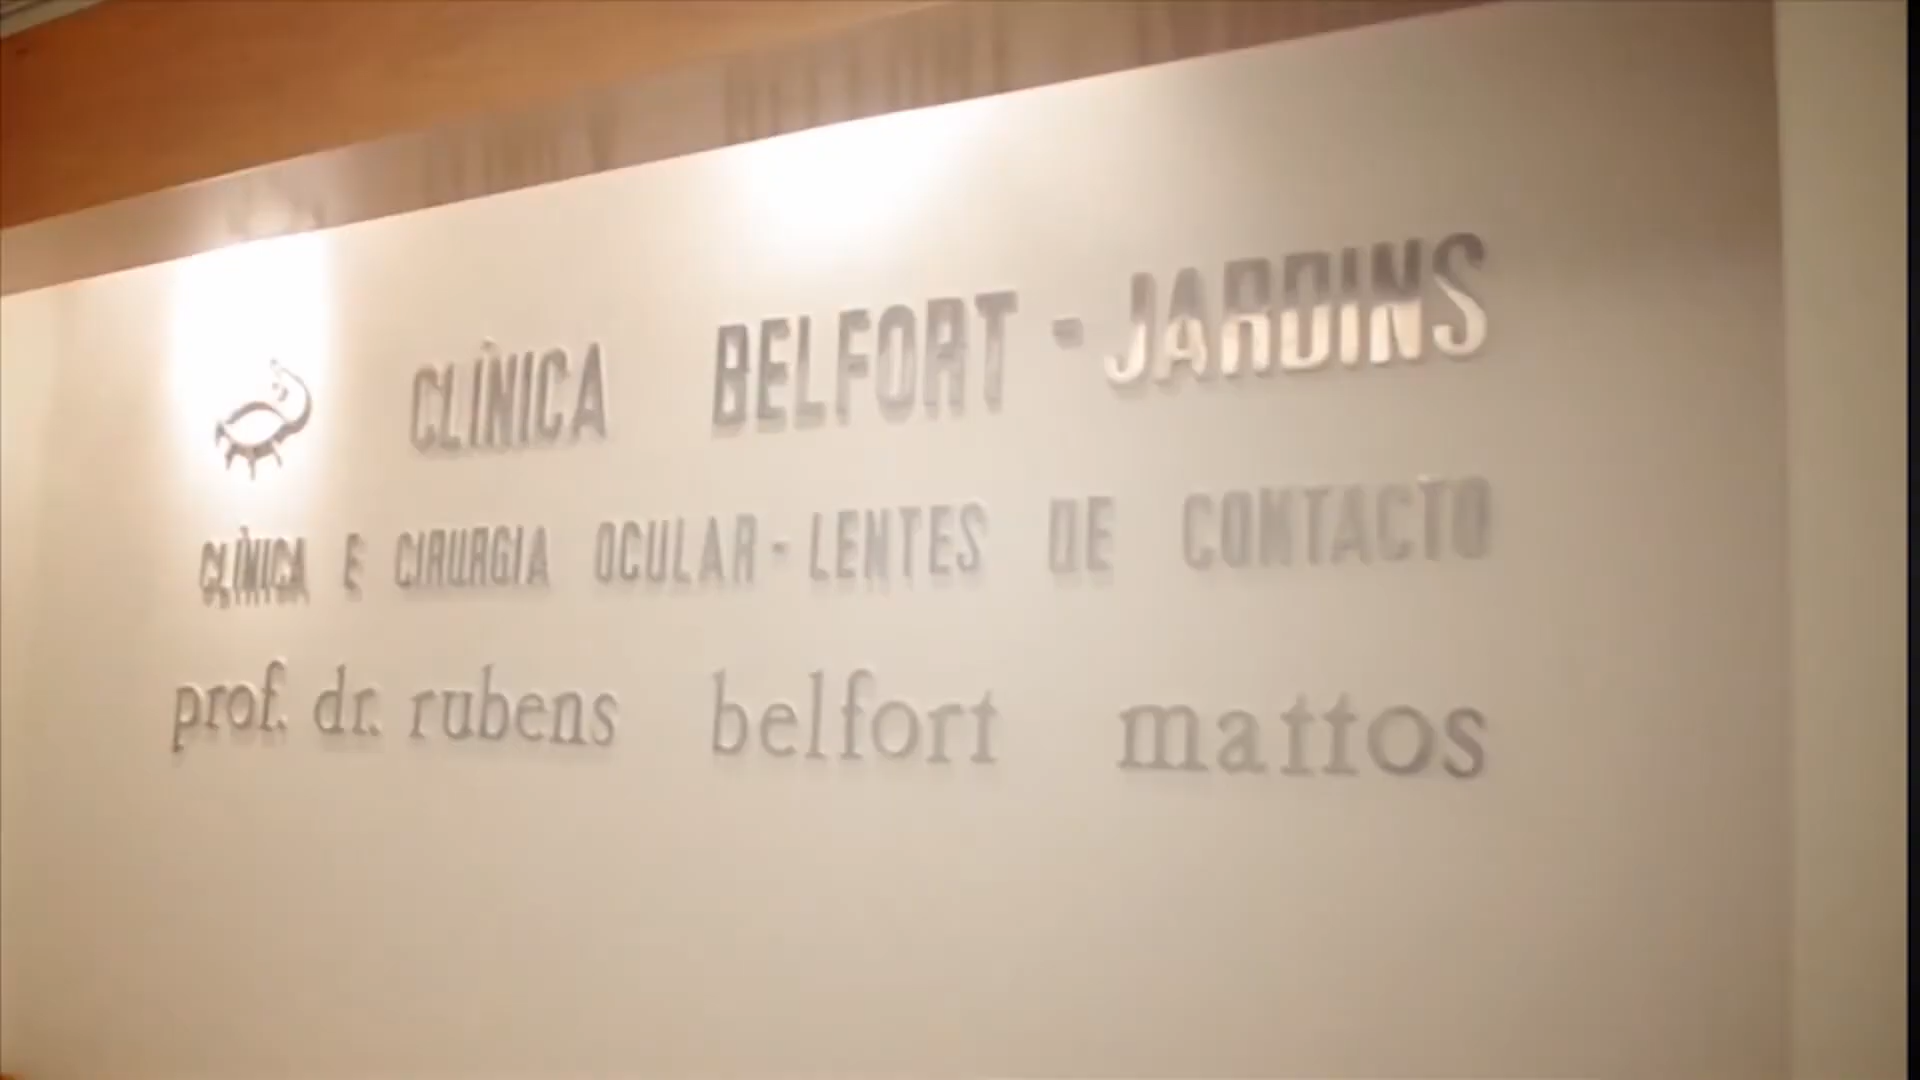 CLÍNICA BELFORT - JARDINS
CLÍNICA E CIRURGIA OCULAR - LENTES DE CONTACTO
prof. dr. rubens belfort mattos